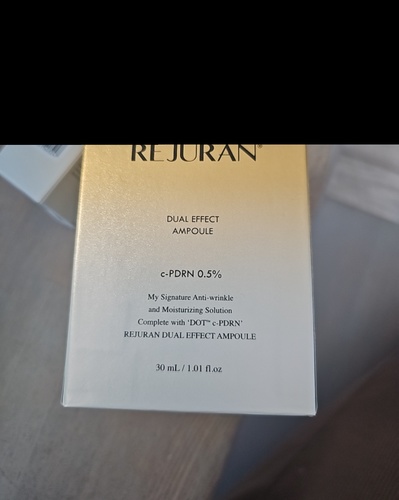 REJURAN®
DUAL EFFECT
AMPOULE
c-PDRN 0.5%
My Signature Anti-wrinkle
and Moisturizing Solution
Complete with ‘DOT™ c-PDRN’
REJURAN DUAL EFFECT AMPOULE
30 mL / 1.01 fl.oz